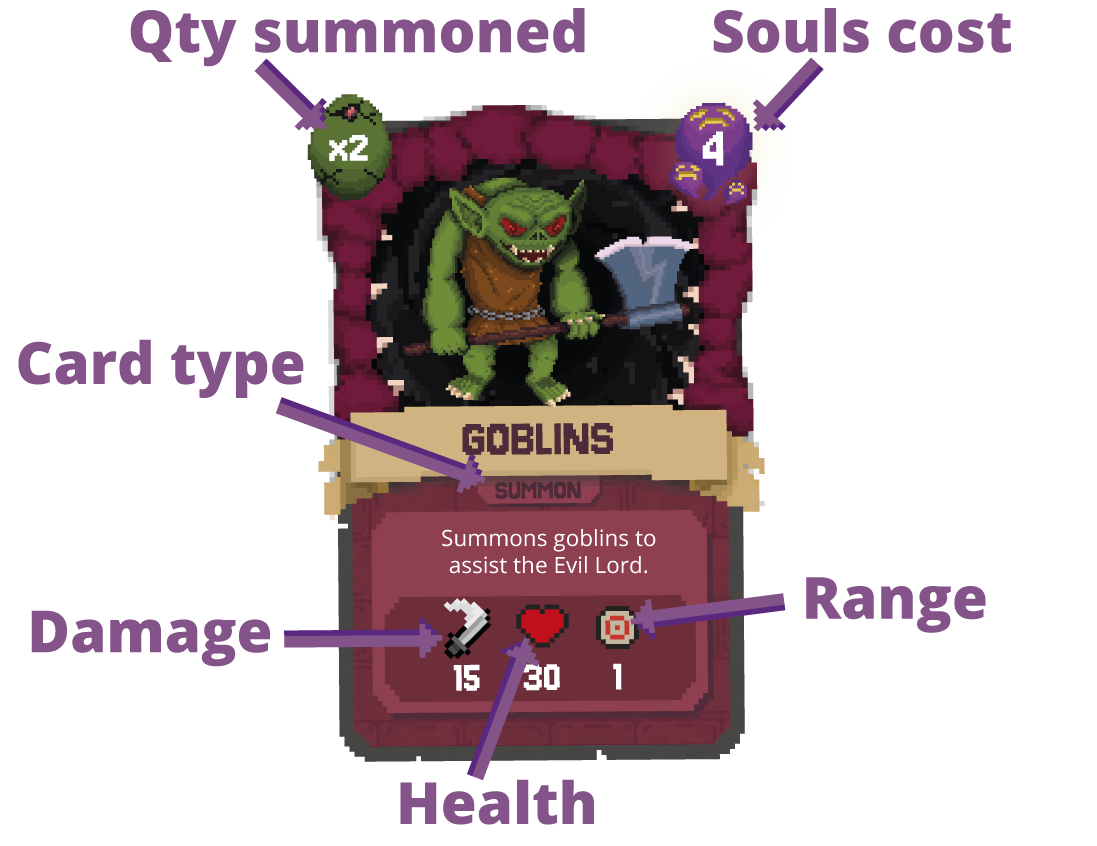 Qty summoned
Souls cost
x2
4
Card type
GOBLINS
SUMMON
Summons goblins to
assist the Evil Lord.
Damage
Range
15 30 1
Health